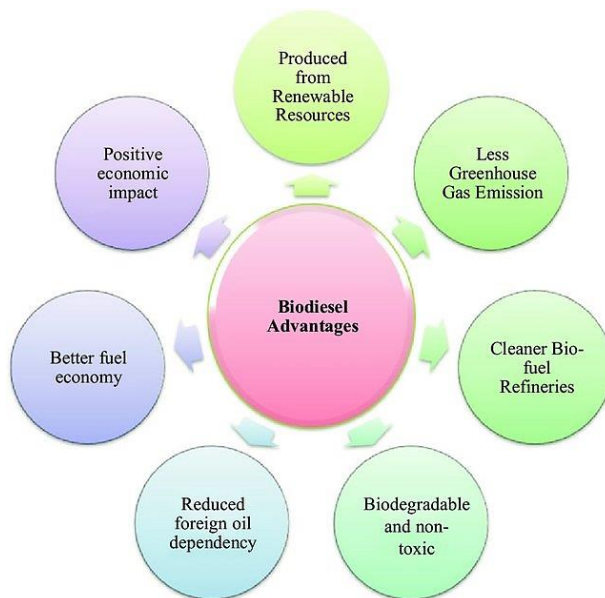 Produced
from
Renewable
Resources
Less
Greenhouse
Gas Emission
Cleaner Bio-
fuel
Refineries
Biodegradable
and non-
toxic
Reduced
foreign oil
dependency
Better fuel
economy
Positive
economic
impact
Biodiesel
Advantages